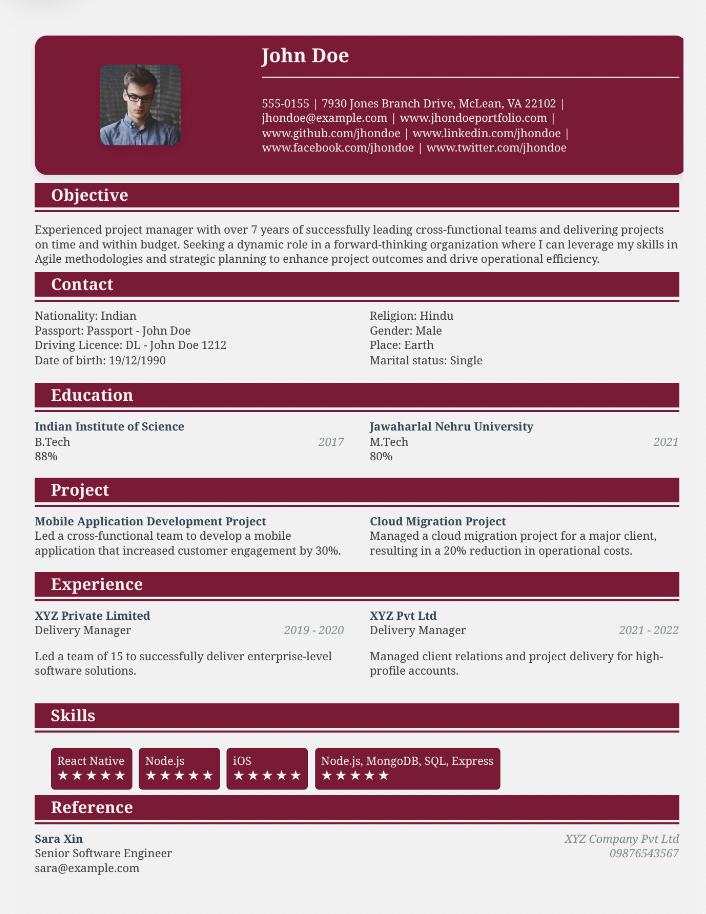 John Doe
555-0155 | 7930 Jones Branch Drive, McLean, VA 22102 |
jhondoe@example.com | www.jhondoeportfolio.com |
www.github.com/jhondoe | www.linkedin.com/jhondoe |
www.facebook.com/jhondoe | www.twitter.com/jhondoe
Objective
Experienced project manager with over 7 years of successfully leading cross-functional teams and delivering projects
on time and within budget. Seeking a dynamic role in a forward-thinking organization where I can leverage my skills in
Agile methodologies and strategic planning to enhance project outcomes and drive operational efficiency.
Contact
Nationality: Indian
Passport: Passport - John Doe
Driving Licence: DL - John Doe 1212
Date of birth: 19/12/1990
Religion: Hindu
Gender: Male
Place: Earth
Marital status: Single
Education
Indian Institute of Science
B.Tech 2017
88%
Jawaharlal Nehru University
M.Tech 2021
80%
Project
Mobile Application Development Project
Led a cross-functional team to develop a mobile
application that increased customer engagement by 30%.
Cloud Migration Project
Managed a cloud migration project for a major client,
resulting in a 20% reduction in operational costs.
Experience
XYZ Private Limited
Delivery Manager 2019 - 2020
Led a team of 15 to successfully deliver enterprise-level
software solutions.
XYZ Pvt Ltd
Delivery Manager 2021 - 2022
Managed client relations and project delivery for high-
profile accounts.
Skills
React Native
★★★★★
Node.js
★★★★★
iOS
★★★★★
Node.js, MongoDB, SQL, Express
★★★★★
Reference
Sara Xin
Senior Software Engineer
sara@example.com
XYZ Company Pvt Ltd
09876543567